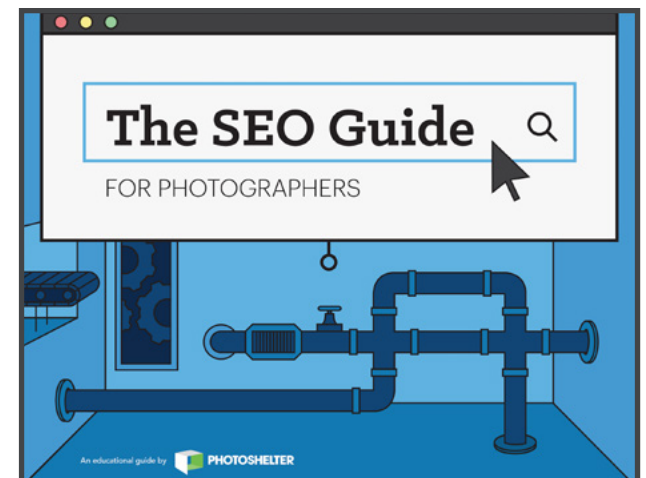 The SEO Guide
FOR PHOTOGRAPHERS
An educational guide by PHOTOSHELTER